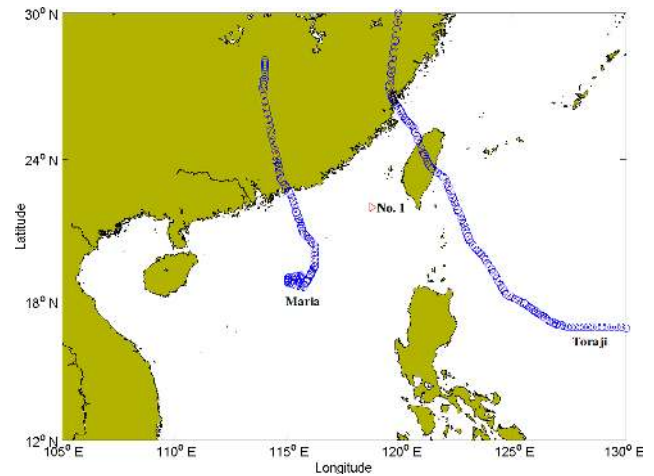 30° N
24° N
18° N
12° N
Latitude
No. 1
Maria
Toraji
105° E
110° E
115° E
120° E
125° E
130° E
Longitude